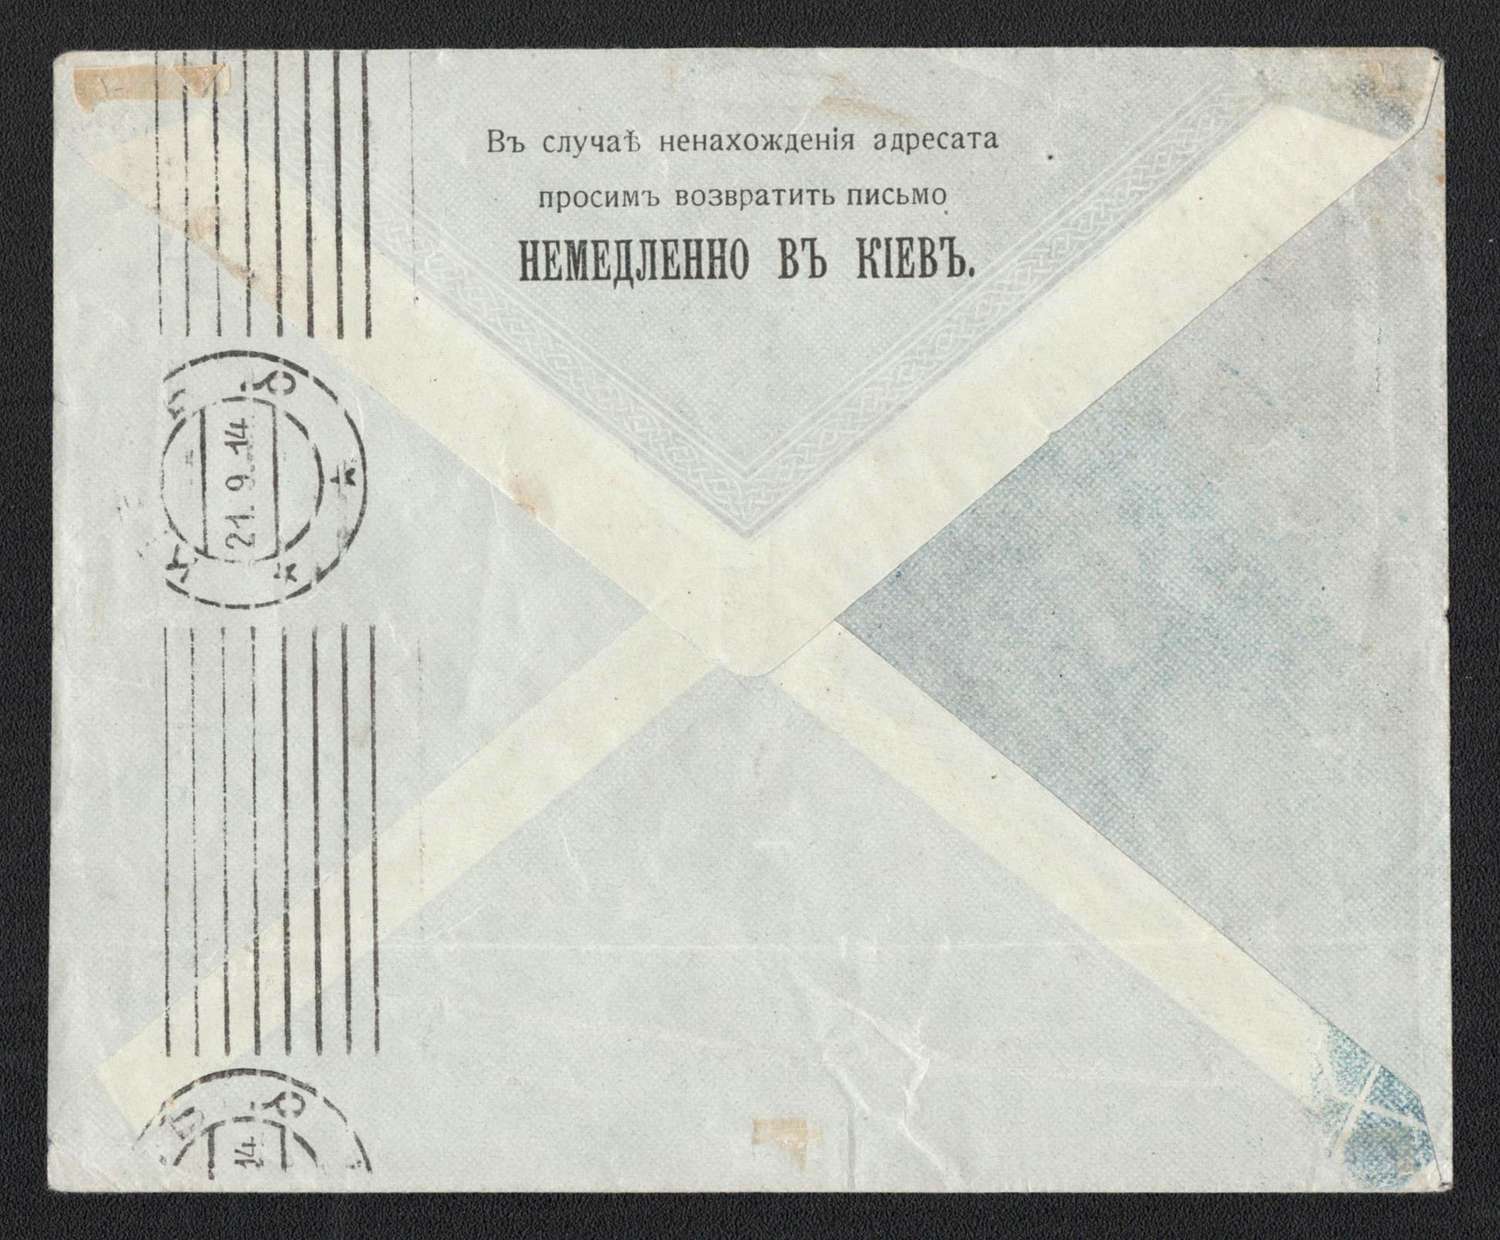 Въ случаѣ ненахожденія адресата
просимъ возвратить письмо
НЕМЕДЛЕННО ВЪ КІЕВЪ.
21. 9. 14
14